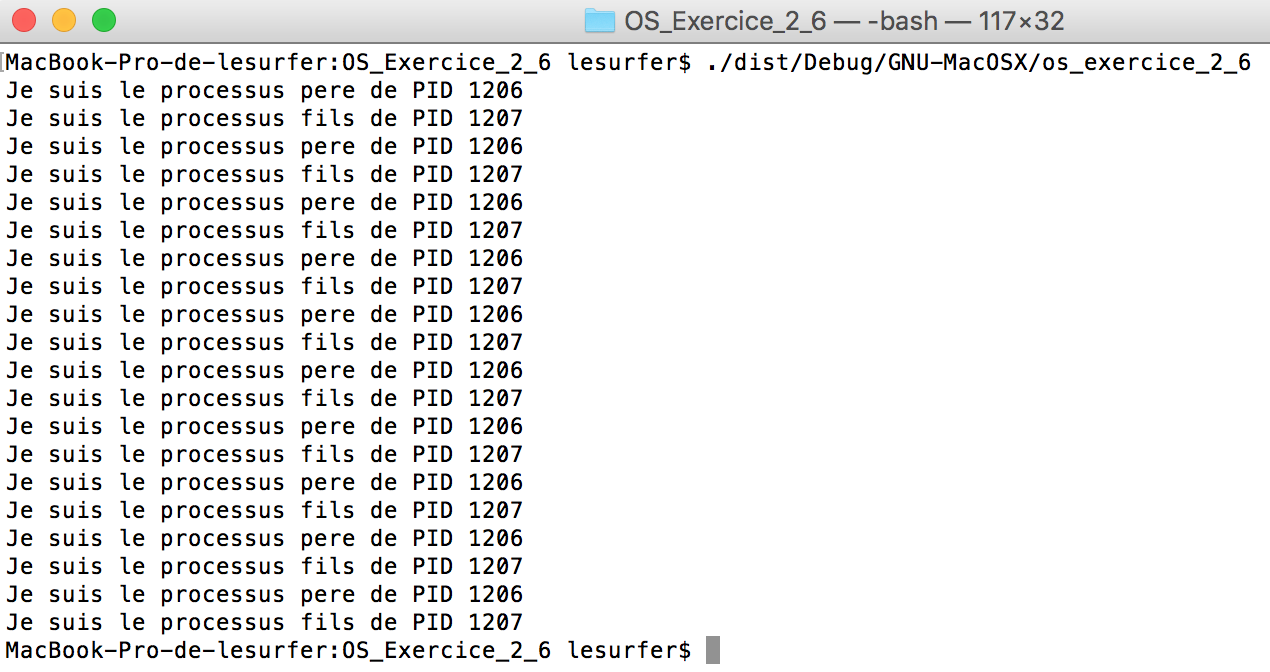 OS_Exercice_2_6 — -bash — 117×32
MacBook-Pro-de-lesurfer:OS_Exercice_2_6 lesurfer$ ./dist/Debug/GNU-MacOSX/os_exercice_2_6
Je suis le processus pere de PID 1206
Je suis le processus fils de PID 1207
Je suis le processus pere de PID 1206
Je suis le processus fils de PID 1207
Je suis le processus pere de PID 1206
Je suis le processus fils de PID 1207
Je suis le processus pere de PID 1206
Je suis le processus fils de PID 1207
Je suis le processus pere de PID 1206
Je suis le processus fils de PID 1207
Je suis le processus pere de PID 1206
Je suis le processus fils de PID 1207
Je suis le processus pere de PID 1206
Je suis le processus fils de PID 1207
Je suis le processus pere de PID 1206
Je suis le processus fils de PID 1207
Je suis le processus pere de PID 1206
Je suis le processus fils de PID 1207
Je suis le processus pere de PID 1206
Je suis le processus fils de PID 1207
MacBook-Pro-de-lesurfer:OS_Exercice_2_6 lesurfer$